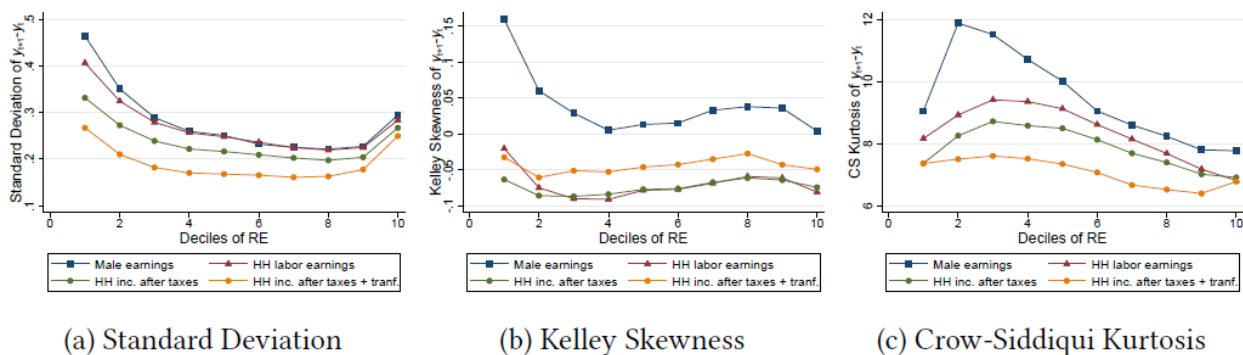 Standard Deviation of yt+1-yt
.5
.4
.3
.2
.1
0 2 4 6 8 10
Deciles of RE
Male earnings
HH labor earnings
HH inc. after taxes
HH inc. after taxes + tranf.
(a) Standard Deviation
Kelley Skewness of yt+1-yt
.15
.1
.05
0
-.05
-.1
0 2 4 6 8 10
Deciles of RE
Male earnings
HH labor earnings
HH inc. after taxes
HH inc. after taxes + tranf.
(b) Kelley Skewness
CS Kurtosis of yt+1-yt
12
10
8
6
0 2 4 6 8 10
Deciles of RE
Male earnings
HH labor earnings
HH inc. after taxes
HH inc. after taxes + tranf.
(c) Crow-Siddiqui Kurtosis